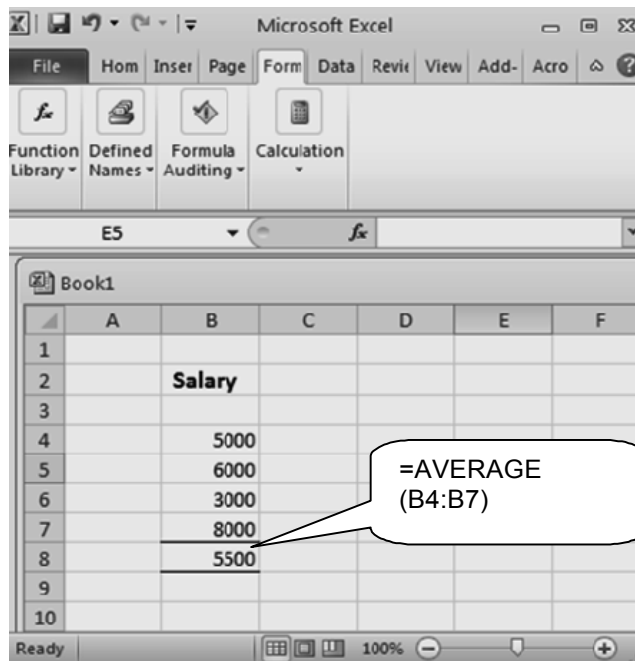 Microsoft Excel
File Hom Inser Page Form Data Revie View Add- Acro
Function Library
Defined Names
Formula Auditing
Calculation
E5 fx
Book1
A B C D E F
1
2 Salary
3
4 5000
5 6000
6 3000
7 8000
8 5500
9
10
=AVERAGE
(B4:B7)
Ready 100%